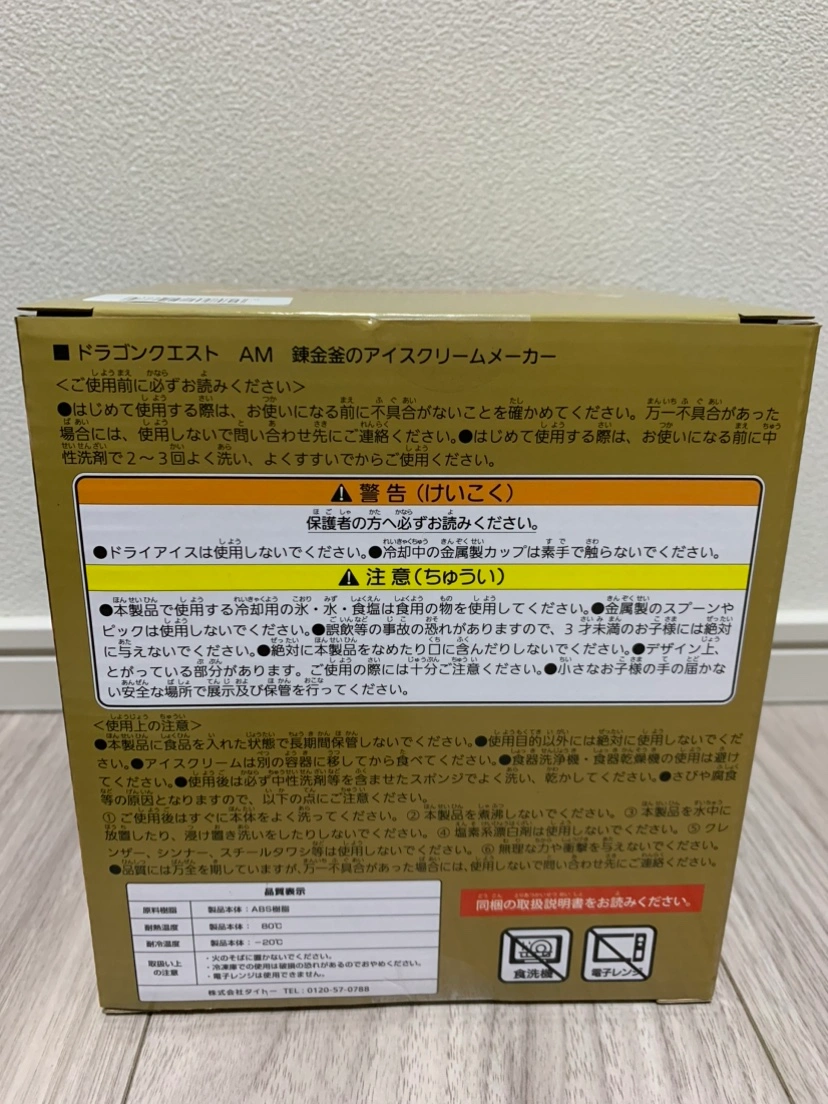 ■ ドラゴンクエスト AM 錬金釜のアイスクリームメーカー
＜ご使用前に必ずお読みください＞
●はじめて使用する際は、お使いになる前に不具合がないことを確かめてください。万一不具合があった
場合には、使用しないで問い合わせ先にご連絡ください。●はじめて使用する際は、お使いになる前に中
性洗剤で2～3回よく洗い、よくすすいでからご使用ください。
⚠ 警告（けいこく）
保護者の方へ必ずお読みください。
●ドライアイスは使用しないでください。●冷却中の金属製カップは素手で触らないでください。
⚠ 注意（ちゅうい）
●本製品で使用する冷却用の氷・水・食塩は食用の物を使用してください。●金属製のスプーンや
ピックは使用しないでください。●誤飲等の事故の恐れがありますので、3才未満のお子様には絶対
に与えないでください。●絶対に本製品をなめたり口に含んだりしないでください。●デザイン上、
とがっている部分があります。ご使用の際には十分ご注意ください。●小さなお子様の手の届かな
い安全な場所で展示及び保管を行ってください。
＜使用上の注意＞
●本製品に食品を入れた状態で長期間保管しないでください。●使用目的以外には絶対に使用しないでくだ
さい。●アイスクリームは別の容器に移してから食べてください。●食器洗浄機・食器乾燥機の使用は避け
てください。●使用後は必ず中性洗剤等を含ませたスポンジでよく洗い、乾かしてください。●さびや腐食
等の原因となりますので、以下の点にご注意ください。
① ご使用後はすぐに本体をよく洗ってください。② 本製品を煮沸しないでください。③ 本製品を水中に
放置したり、浸け置き洗いをしたりしないでください。④ 塩素系漂白剤は使用しないでください。⑤ クレ
ンザー、シンナー、スチールタワシ等は使用しないでください。⑥ 無理な力や衝撃を与えないでください。
●品質には万全を期していますが、万一不具合があった場合には、使用しないで問い合わせ先にご連絡ください。
品質表示
原料樹脂 製品本体：ABS樹脂
耐熱温度 製品本体： 80℃
耐冷温度 製品本体：－20℃
取扱い上の注意
・火のそばに置かないでください。
・冷凍庫での使用は破損の恐れがあるのでおやめください。
・電子レンジは使用できません。
株式会社タイトー TEL：0120-57-0788
同梱の取扱説明書をお読みください。
食洗機
電子レンジ